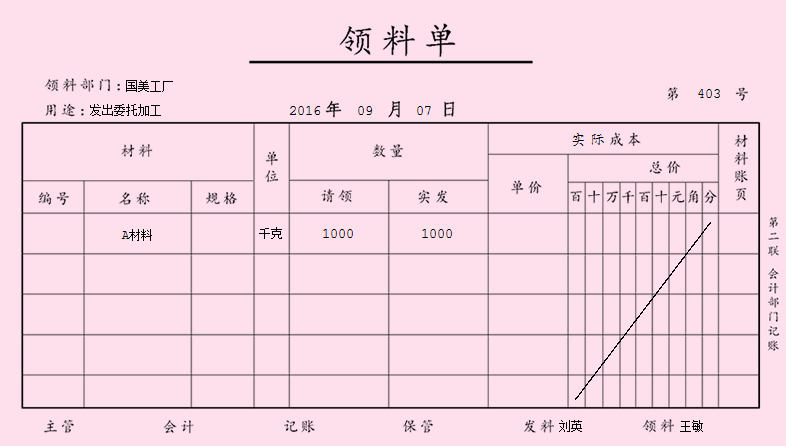 领料单
领料部门：国美工厂
第 403 号
用途：发出委托加工 2016年 09 月 07 日
材料 单位 数量 实际成本 材料账页
编号 名称 规格 请领 实发 单价 总价
百 十 万 千 百 十 元 角 分
A材料 千克 1000 1000
第二联 会计部门记账
主管 会计 记账 保管 发料 刘英 领料 王敏